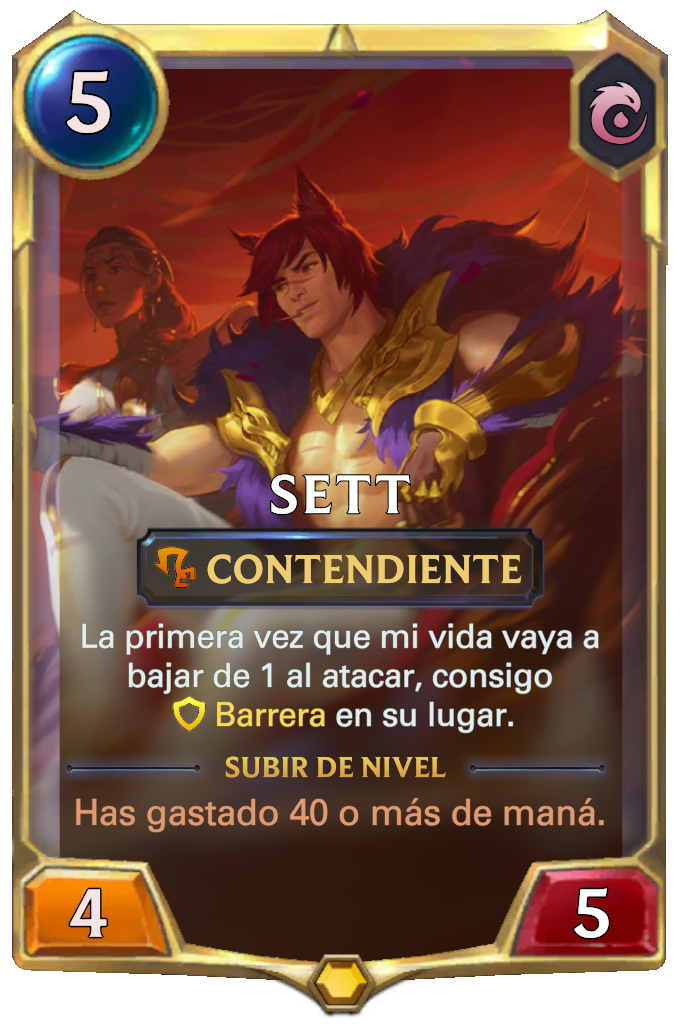 5
SETT
CONTENDIENTE
La primera vez que mi vida vaya a
bajar de 1 al atacar, consigo
Barrera en su lugar.
SUBIR DE NIVEL
Has gastado 40 o más de maná.
4
5